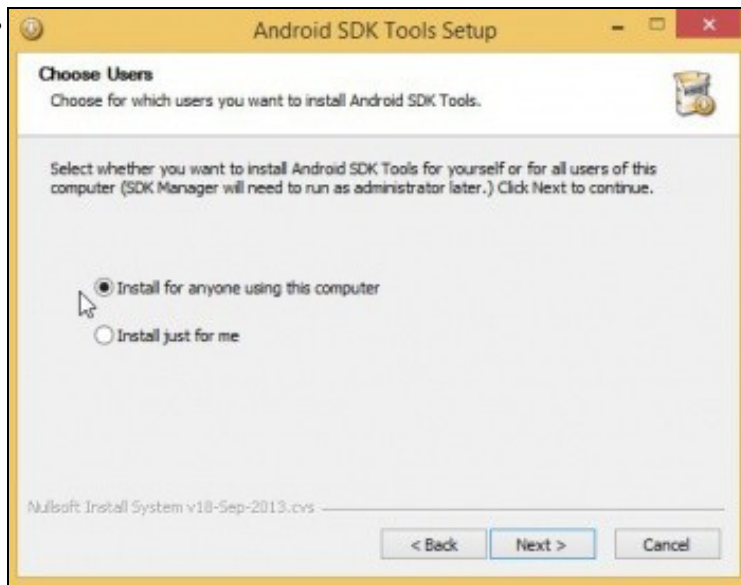 Android SDK Tools Setup
Choose Users
Choose for which users you want to install Android SDK Tools.
Select whether you want to install Android SDK Tools for yourself or for all users of this
computer (SDK Manager will need to run as administrator later.) Click Next to continue.
Install for anyone using this computer
Install just for me
Nullsoft Install System v18-Sep-2013.cvs
< Back Next > Cancel